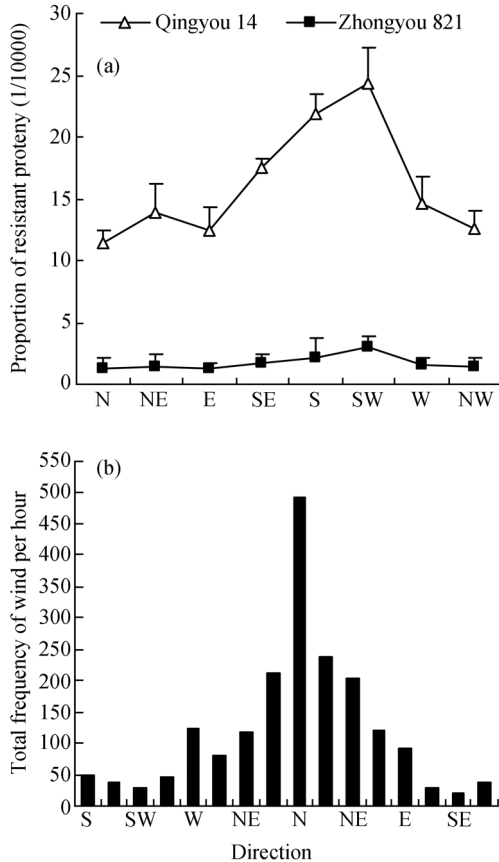 Qingyou 14 Zhongyou 821
(a)
Proportion of resistant proteny (1/10000)
30
25
20
15
10
5
0
N NE E SE S SW W NW
(b)
Total frequency of wind per hour
550
500
450
400
350
300
250
200
150
100
50
0
S SW W NE N NE E SE
Direction